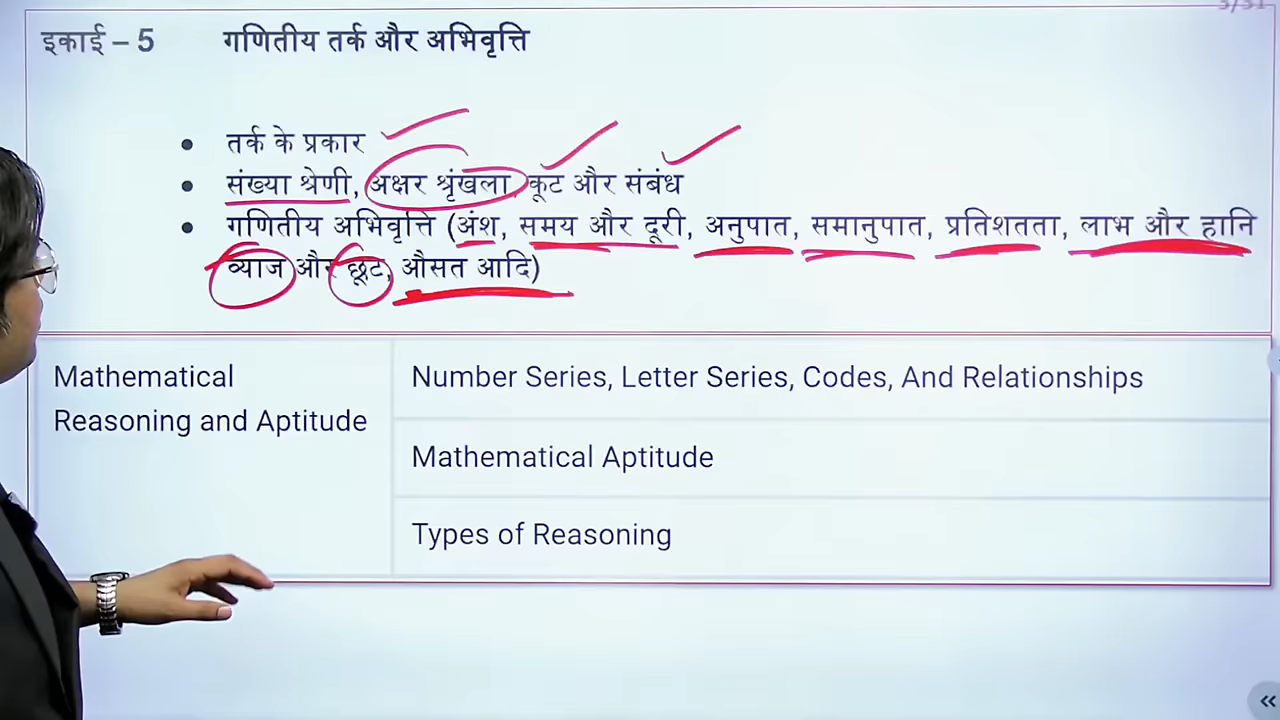 इकाई – 5 गणितीय तर्क और अभिवृत्ति
तर्क के प्रकार
संख्या श्रेणी, अक्षर श्रृंखला, कूट और संबंध
गणितीय अभिवृत्ति (अंश, समय और दूरी, अनुपात, समानुपात, प्रतिशतता, लाभ और हानि
व्याज और छूट, औसत आदि)
Mathematical
Reasoning and Aptitude
Number Series, Letter Series, Codes, And Relationships
Mathematical Aptitude
Types of Reasoning